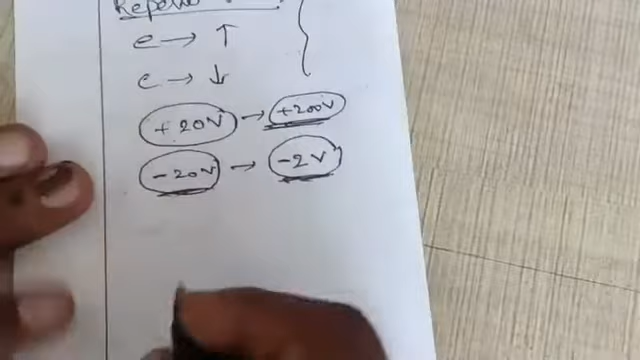 e → ↑
e → ↓
+20V → +200V
-20V → -2V